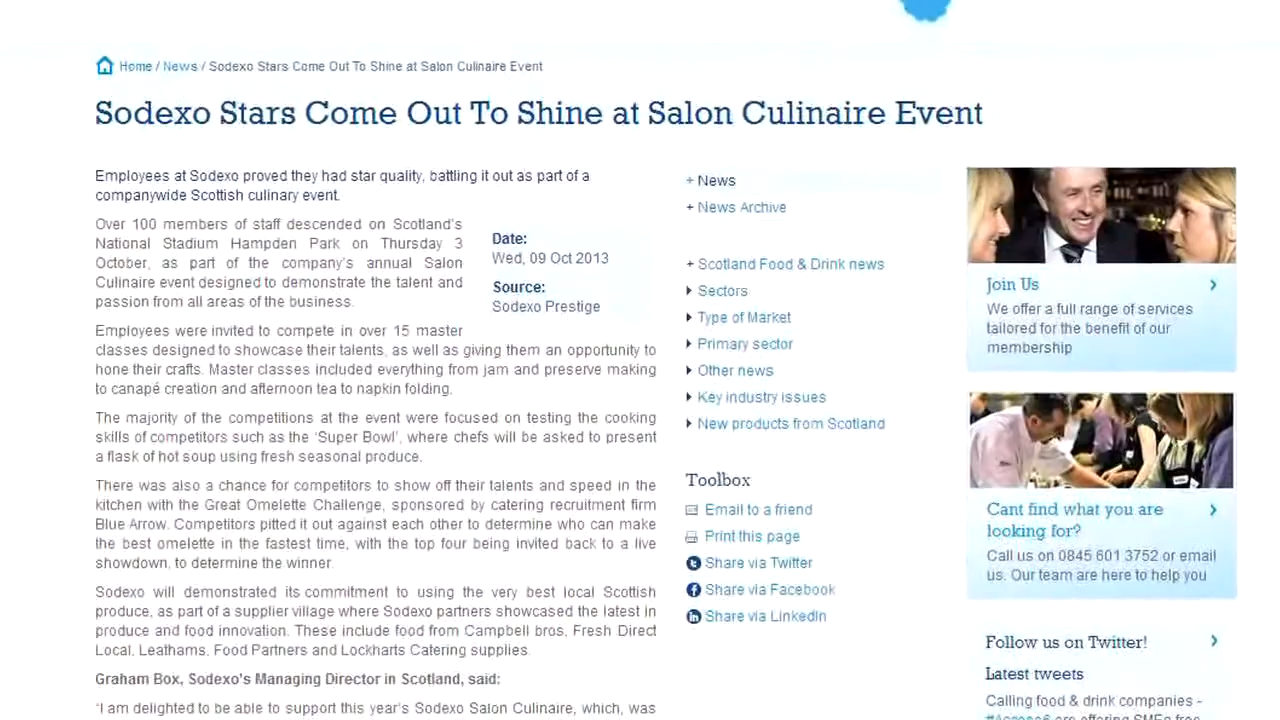 Home / News / Sodexo Stars Come Out To Shine at Salon Culinaire Event
Sodexo Stars Come Out To Shine at Salon Culinaire Event
Employees at Sodexo proved they had star quality, battling it out as part of a
companywide Scottish culinary event.
Over 100 members of staff descended on Scotland's
National Stadium Hampden Park on Thursday 3
October, as part of the company's annual Salon
Culinaire event designed to demonstrate the talent and
passion from all areas of the business.
Date:
Wed, 09 Oct 2013
Source:
Sodexo Prestige
Employees were invited to compete in over 15 master
classes designed to showcase their talents, as well as giving them an opportunity to
hone their crafts. Master classes included everything from jam and preserve making
to canapé creation and afternoon tea to napkin folding.
The majority of the competitions at the event were focused on testing the cooking
skills of competitors such as the 'Super Bowl', where chefs will be asked to present
a flask of hot soup using fresh seasonal produce.
There was also a chance for competitors to show off their talents and speed in the
kitchen with the Great Omelette Challenge, sponsored by catering recruitment firm
Blue Arrow. Competitors pitted it out against each other to determine who can make
the best omelette in the fastest time, with the top four being invited back to a live
showdown, to determine the winner.
Sodexo will demonstrated its commitment to using the very best local Scottish
produce, as part of a supplier village where Sodexo partners showcased the latest in
produce and food innovation. These include food from Campbell bros, Fresh Direct
Local, Leathams, Food Partners and Lockharts Catering supplies.
Graham Box, Sodexo's Managing Director in Scotland, said:
'I am delighted to be able to support this year's Sodexo Salon Culinaire, which, was
+ News
+ News Archive
+ Scotland Food & Drink news
Sectors
Type of Market
Primary sector
Other news
Key industry issues
New products from Scotland
Toolbox
Email to a friend
Print this page
Share via Twitter
Share via Facebook
Share via LinkedIn
Join Us
We offer a full range of services
tailored for the benefit of our
membership
Cant find what you are
looking for?
Call us on 0845 601 3752 or email
us. Our team are here to help you
Follow us on Twitter!
Latest tweets
Calling food & drink companies -
are offering SMEs free